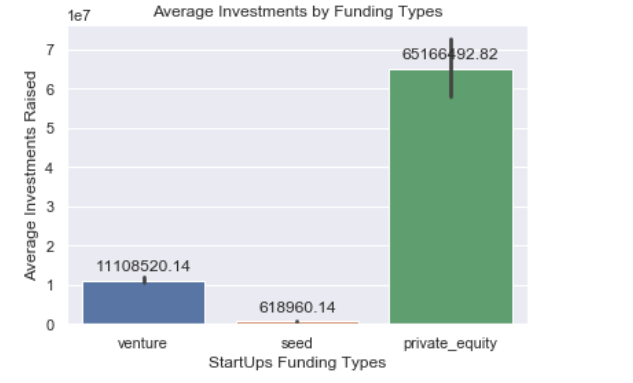 Average Investments by Funding Types
1e7
7
6
5
4
3
2
1
0
Average Investments Raised
65166492.82
11108520.14
618960.14
venture seed private_equity
StartUps Funding Types